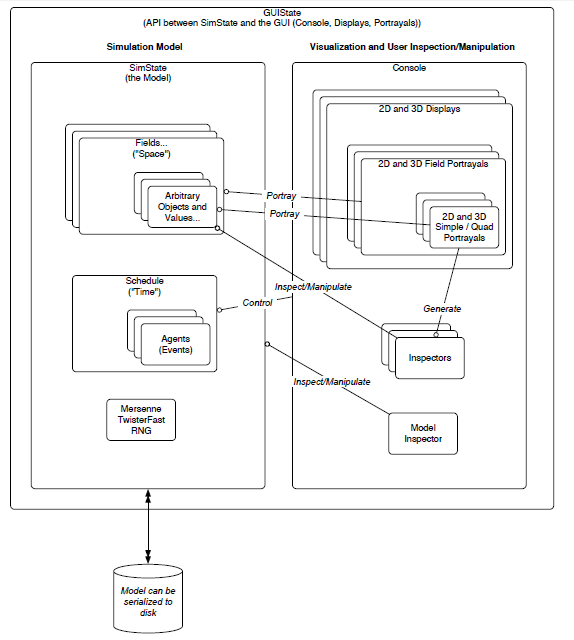 GUIState
(API between SimState and the GUI (Console, Displays, Portrayals))
Simulation Model
Visualization and User Inspection/Manipulation
SimState
(the Model)
Console
2D and 3D Displays
Fields...
("Space")
2D and 3D Field Portrayals
Arbitrary
Objects and
Values...
Portray
Portray
2D and 3D
Simple / Quad
Portrayals
Schedule
("Time")
Inspect/Manipulate
Control
Generate
Agents
(Events)
Inspectors
Inspect/Manipulate
Mersenne
TwisterFast
RNG
Model
Inspector
Model can be
serialized to
disk